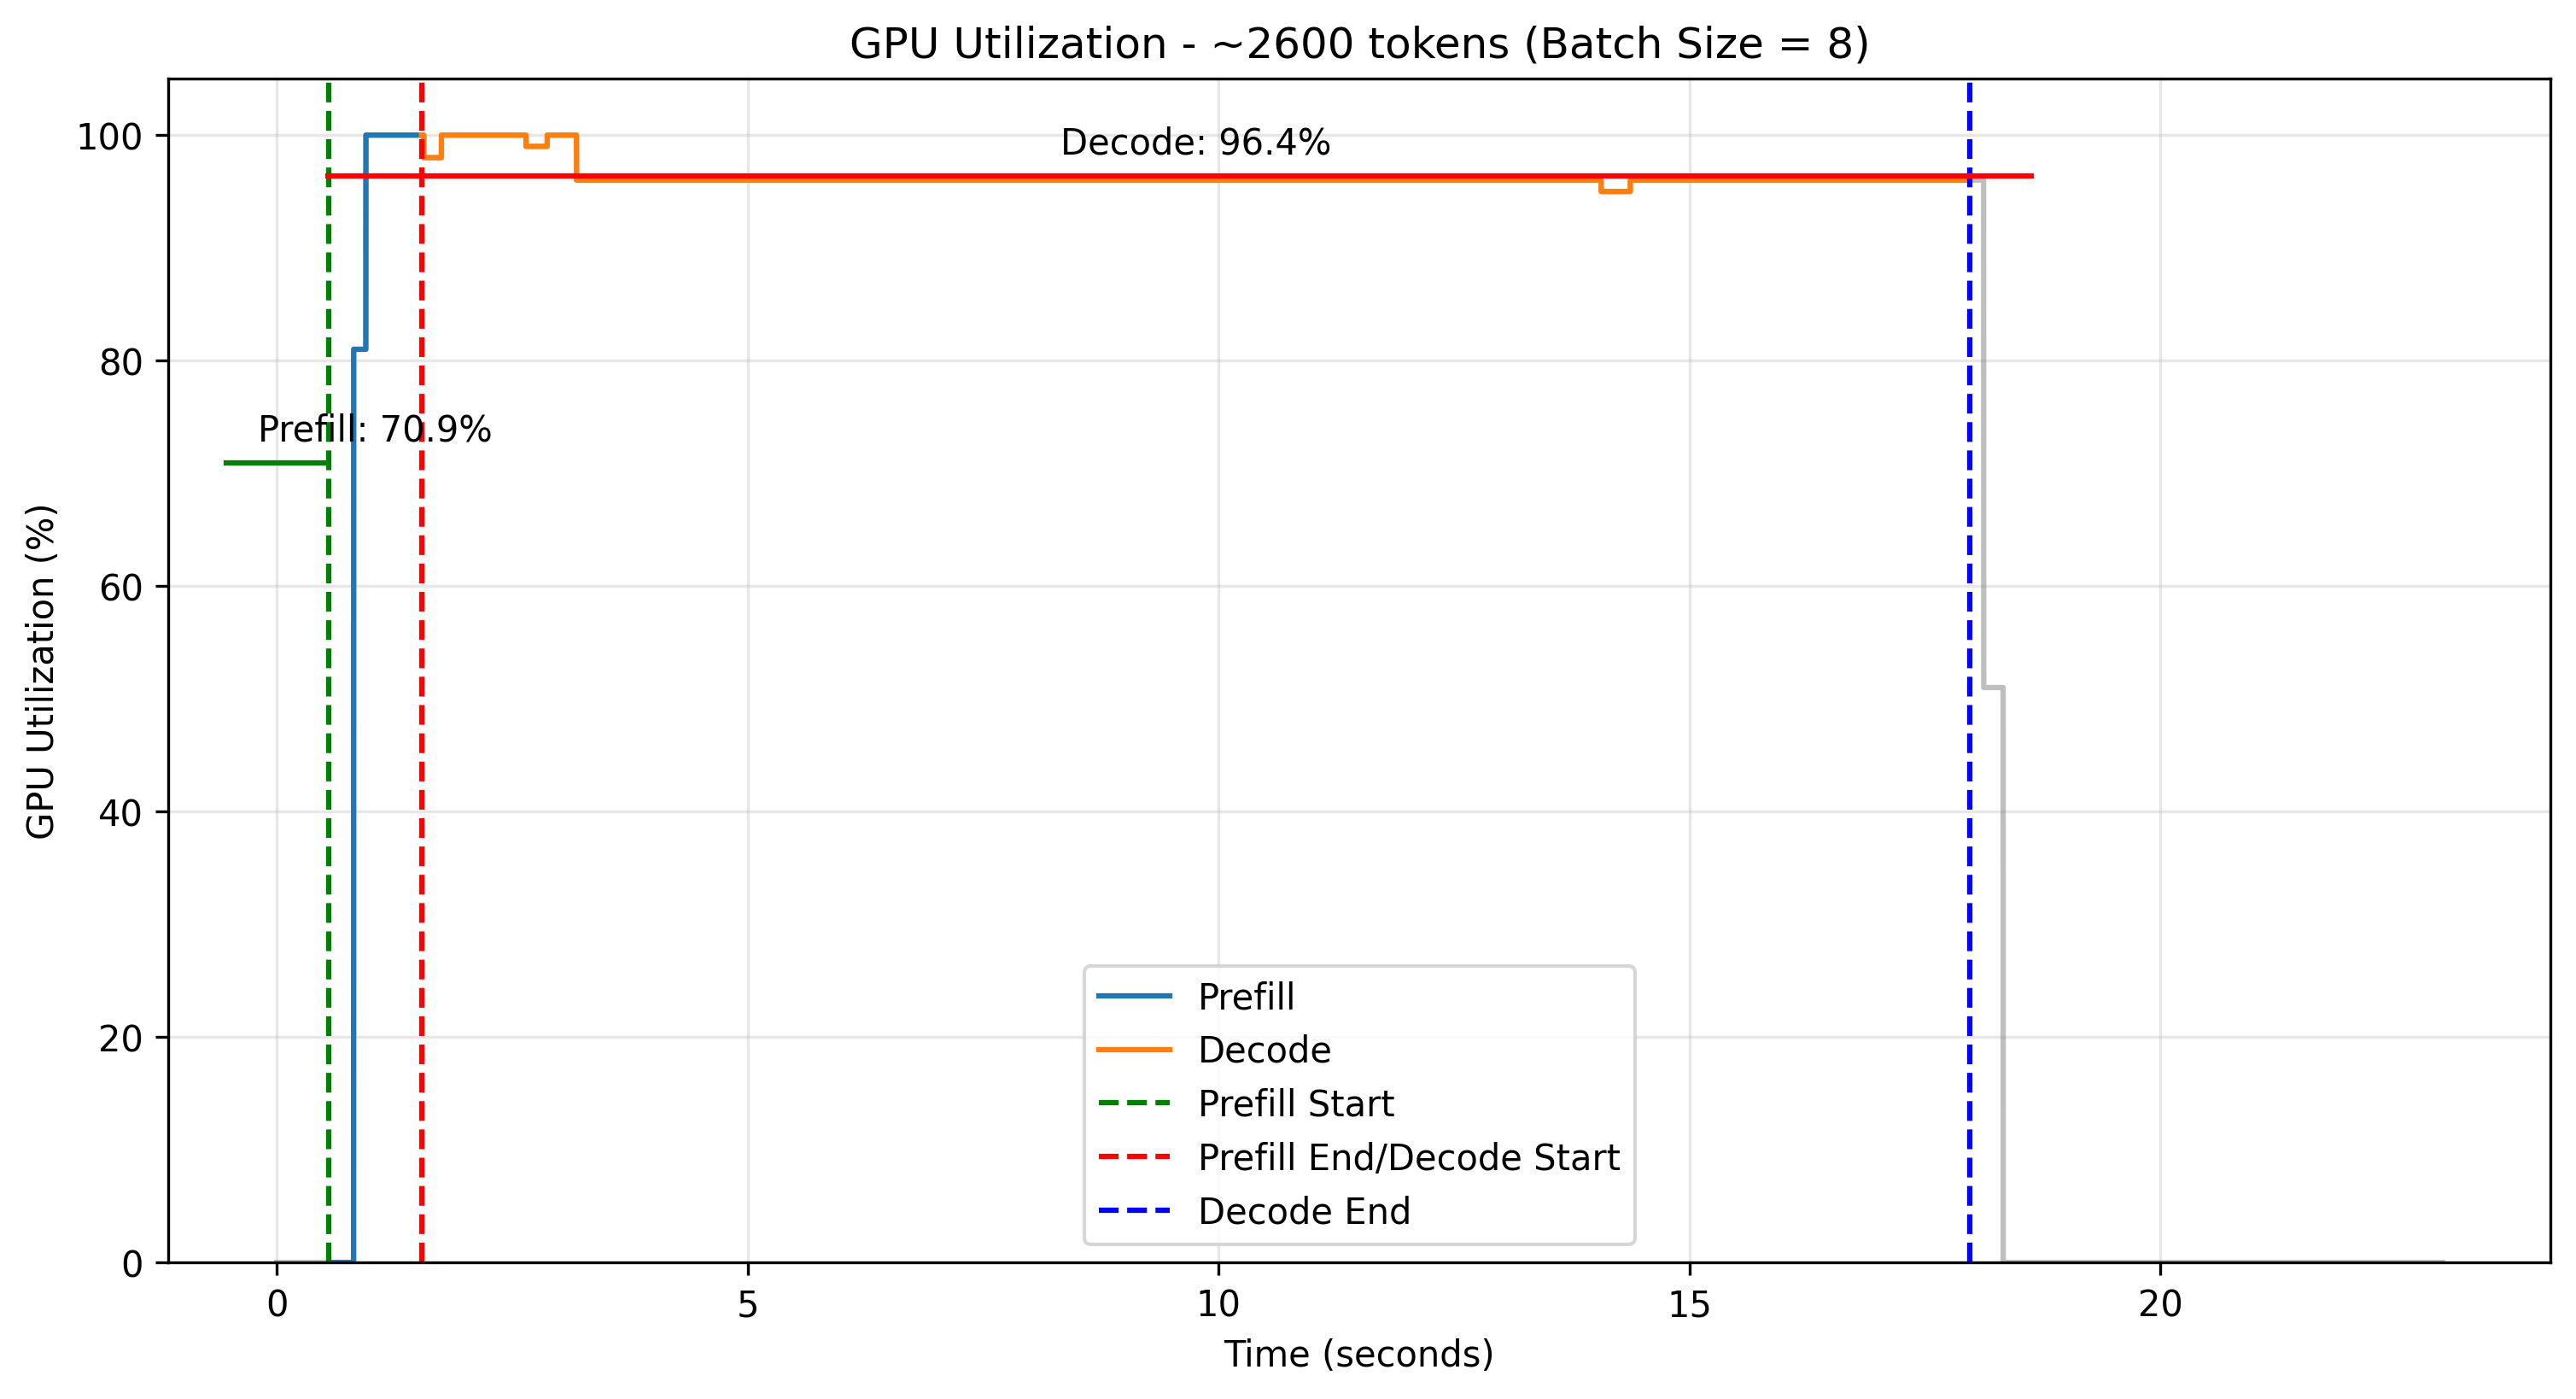 GPU Utilization - ~2600 tokens (Batch Size = 8)
GPU Utilization (%)
100
80
60
40
20
0
Decode: 96.4%
Prefill: 70.9%
Prefill
Decode
Prefill Start
Prefill End/Decode Start
Decode End
0 5 10 15 20
Time (seconds)